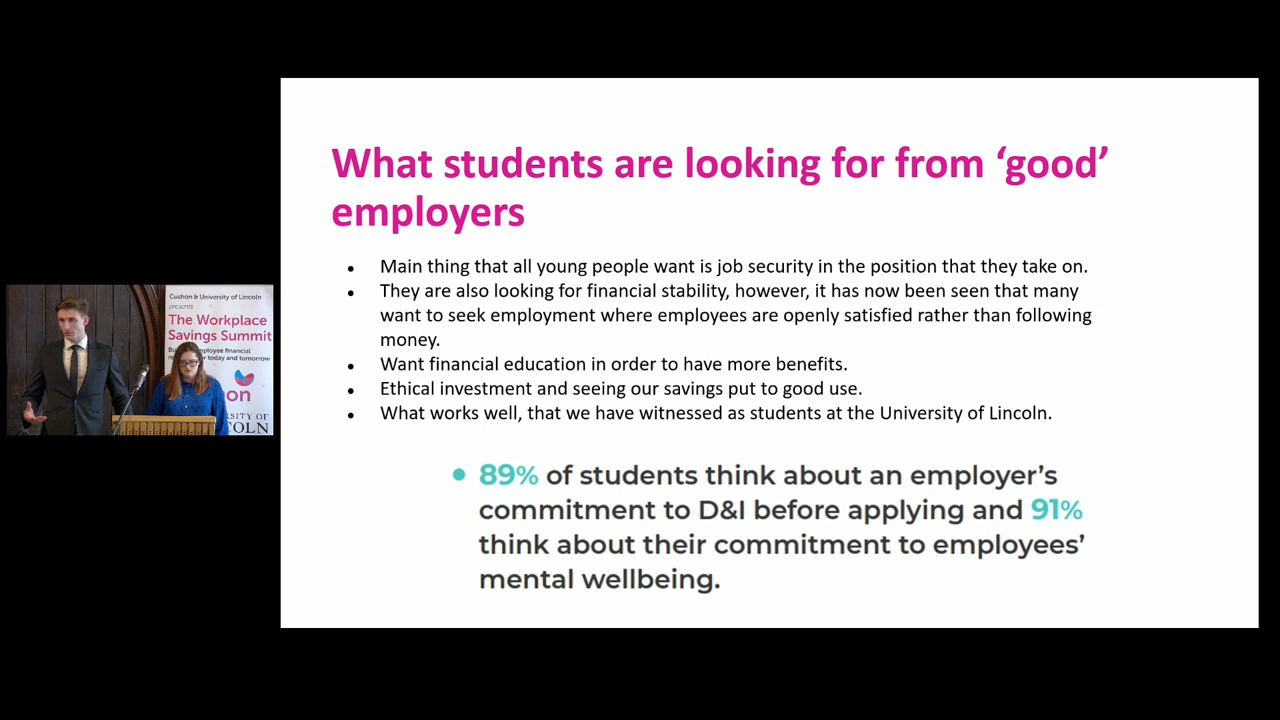 What students are looking for from ‘good’
employers
• Main thing that all young people want is job security in the position that they take on.
• They are also looking for financial stability, however, it has now been seen that many
want to seek employment where employees are openly satisfied rather than following
money.
• Want financial education in order to have more benefits.
• Ethical investment and seeing our savings put to good use.
• What works well, that we have witnessed as students at the University of Lincoln.
• 89% of students think about an employer’s
commitment to D&I before applying and 91%
think about their commitment to employees’
mental wellbeing.
Cushon & University of Lincoln
presents
The Workplace
Savings Summit
employee financial
today and tomorrow
on
OLN